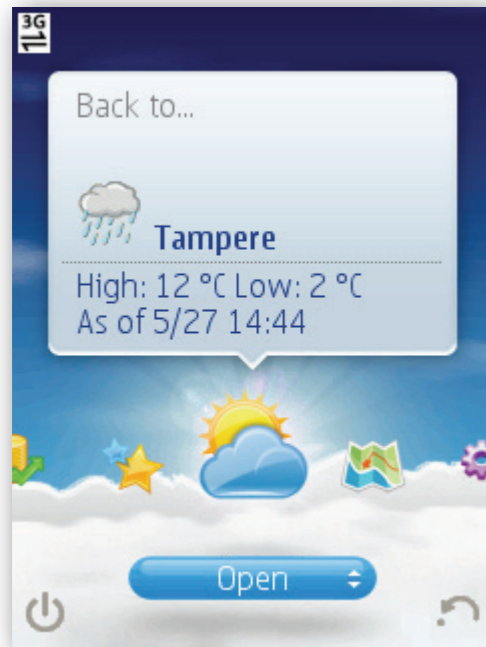 3G
Back to...
Tampere
High: 12 °C Low: 2 °C
As of 5/27 14:44
Open